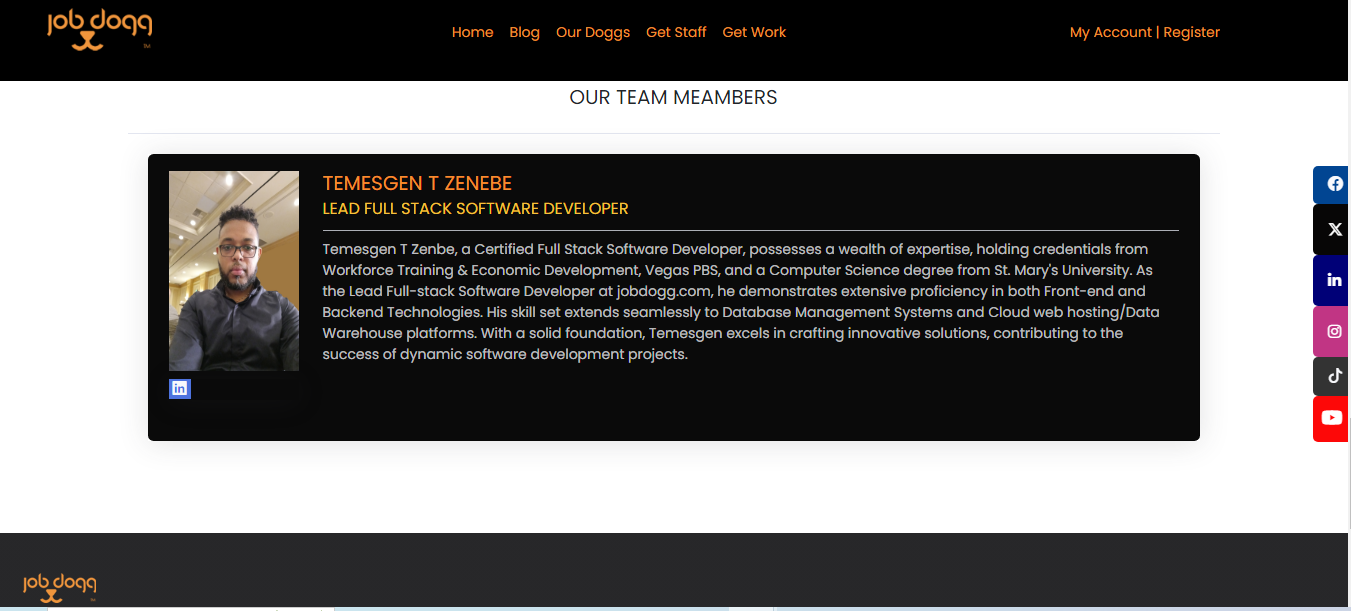 job dogg
TM
Home Blog Our Doggs Get Staff Get Work
My Account | Register
OUR TEAM MEAMBERS
TEMESGEN T ZENEBE
LEAD FULL STACK SOFTWARE DEVELOPER
Temesgen T Zenbe, a Certified Full Stack Software Developer, possesses a wealth of expertise, holding credentials from
Workforce Training & Economic Development, Vegas PBS, and a Computer Science degree from St. Mary's University. As
the Lead Full-stack Software Developer at jobdogg.com, he demonstrates extensive proficiency in both Front-end and
Backend Technologies. His skill set extends seamlessly to Database Management Systems and Cloud web hosting/Data
Warehouse platforms. With a solid foundation, Temesgen excels in crafting innovative solutions, contributing to the
success of dynamic software development projects.
in
in
job dogg